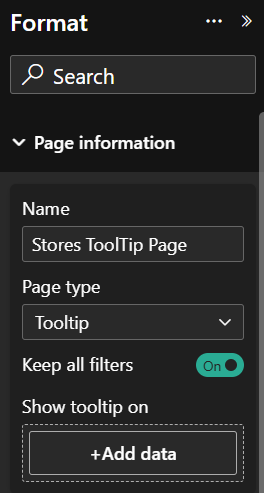 Format
Search
Page information
Name
Stores ToolTip Page
Page type
Tooltip
Keep all filters On
Show tooltip on
+Add data